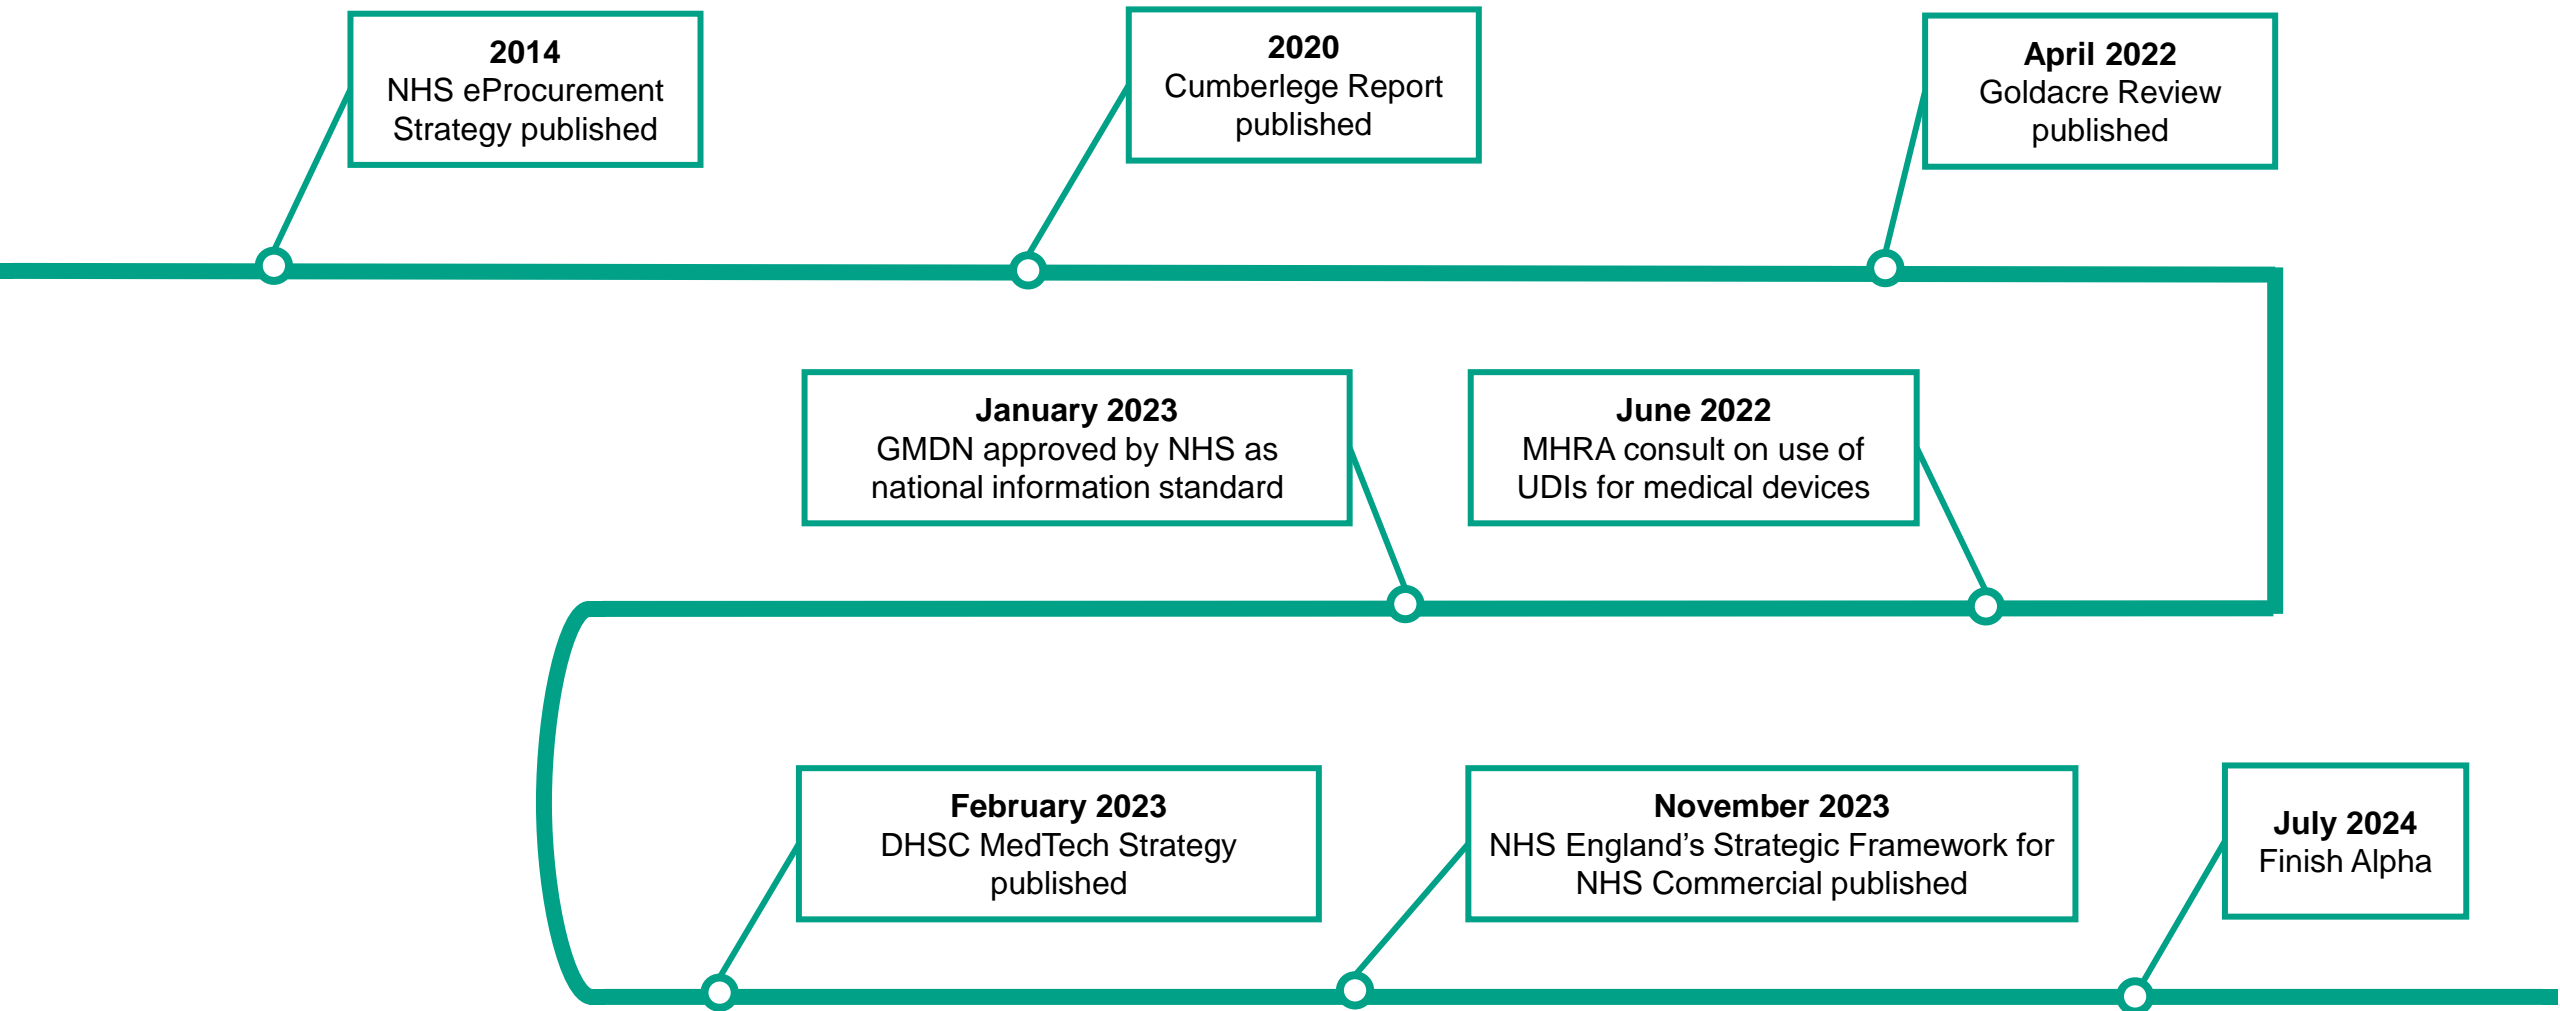 2014
NHS eProcurement
Strategy published
2020
Cumberlege Report
published
April 2022
Goldacre Review
published
June 2022
MHRA consult on use of
UDIs for medical devices
January 2023
GMDN approved by NHS as
national information standard
February 2023
DHSC MedTech Strategy
published
November 2023
NHS England’s Strategic Framework for
NHS Commercial published
July 2024
Finish Alpha